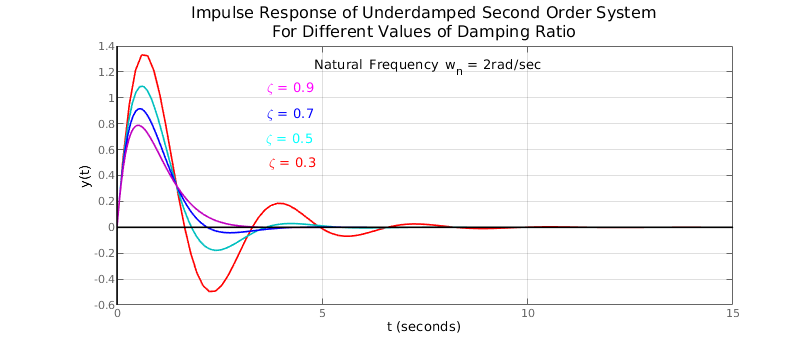 Impulse Response of Underdamped Second Order System
For Different Values of Damping Ratio
1.4
1.2
1
0.8
0.6
0.4
0.2
0
-0.2
-0.4
-0.6
y(t)
Natural Frequency wn = 2rad/sec
ζ = 0.9
ζ = 0.7
ζ = 0.5
ζ = 0.3
0 5 10 15
t (seconds)